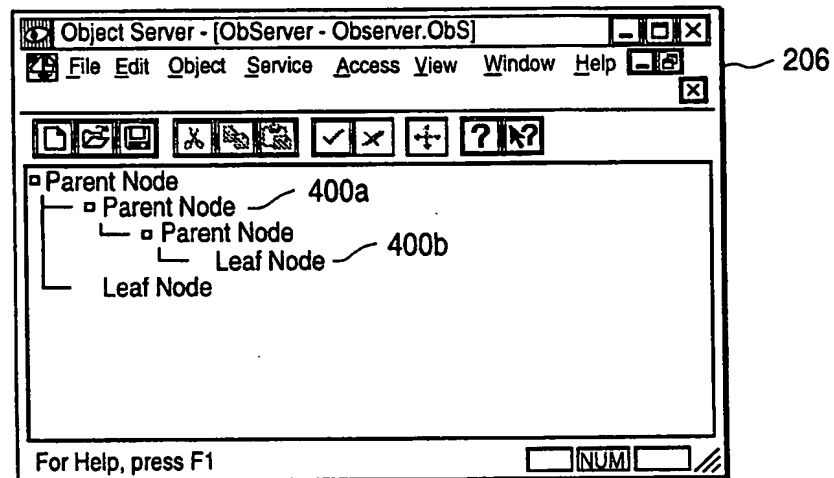 Object Server - [ObServer - Observer.ObS]
File Edit Object Service Access View Window Help
206
? ?
Parent Node
Parent Node 400a
Parent Node
Leaf Node 400b
Leaf Node
For Help, press F1 NUM